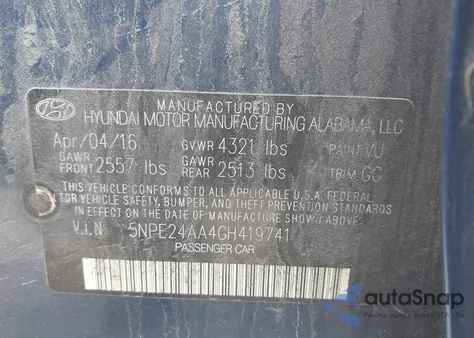 MANUFACTURED BY
HYUNDAI MOTOR MANUFACTURING ALABAMA, LLC
Apr/04/16 GVWR 4321 lbs PAINT VU
GAWR FRONT 2557 lbs GAWR REAR 2513 lbs TRIM GC
THIS VEHICLE CONFORMS TO ALL APPLICABLE U.S.A FEDERAL
MOTOR VEHICLE SAFETY, BUMPER, AND THEFT PREVENTION
STANDARDS IN EFFECT ON THE DATE OF MANUFACTURE SHOWN ABOVE.
V.I.N 5NPE24AA4GH419741
PASSENGER CAR
autoSnap